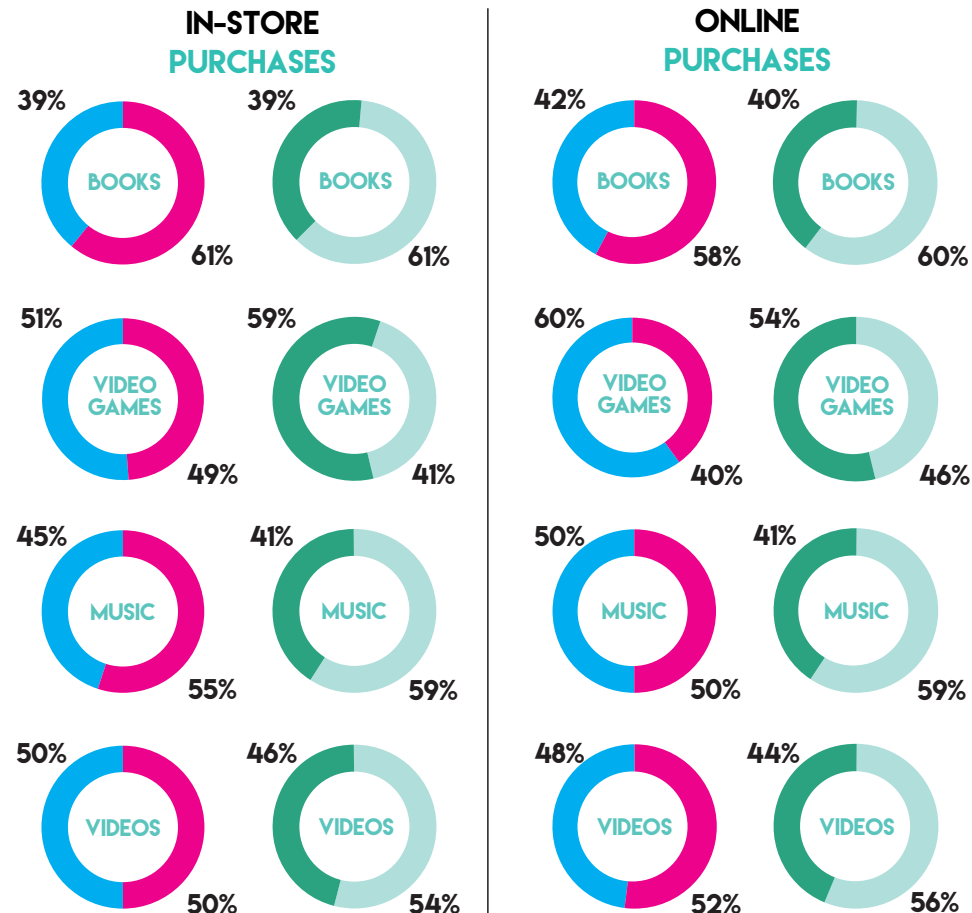 IN-STORE
PURCHASES
39%
BOOKS
61%
39%
BOOKS
61%
51%
VIDEO
GAMES
49%
59%
VIDEO
GAMES
41%
45%
MUSIC
55%
41%
MUSIC
59%
50%
VIDEOS
50%
46%
VIDEOS
54%
ONLINE
PURCHASES
42%
BOOKS
58%
40%
BOOKS
60%
60%
VIDEO
GAMES
40%
54%
VIDEO
GAMES
46%
50%
MUSIC
50%
41%
MUSIC
59%
48%
VIDEOS
52%
44%
VIDEOS
56%